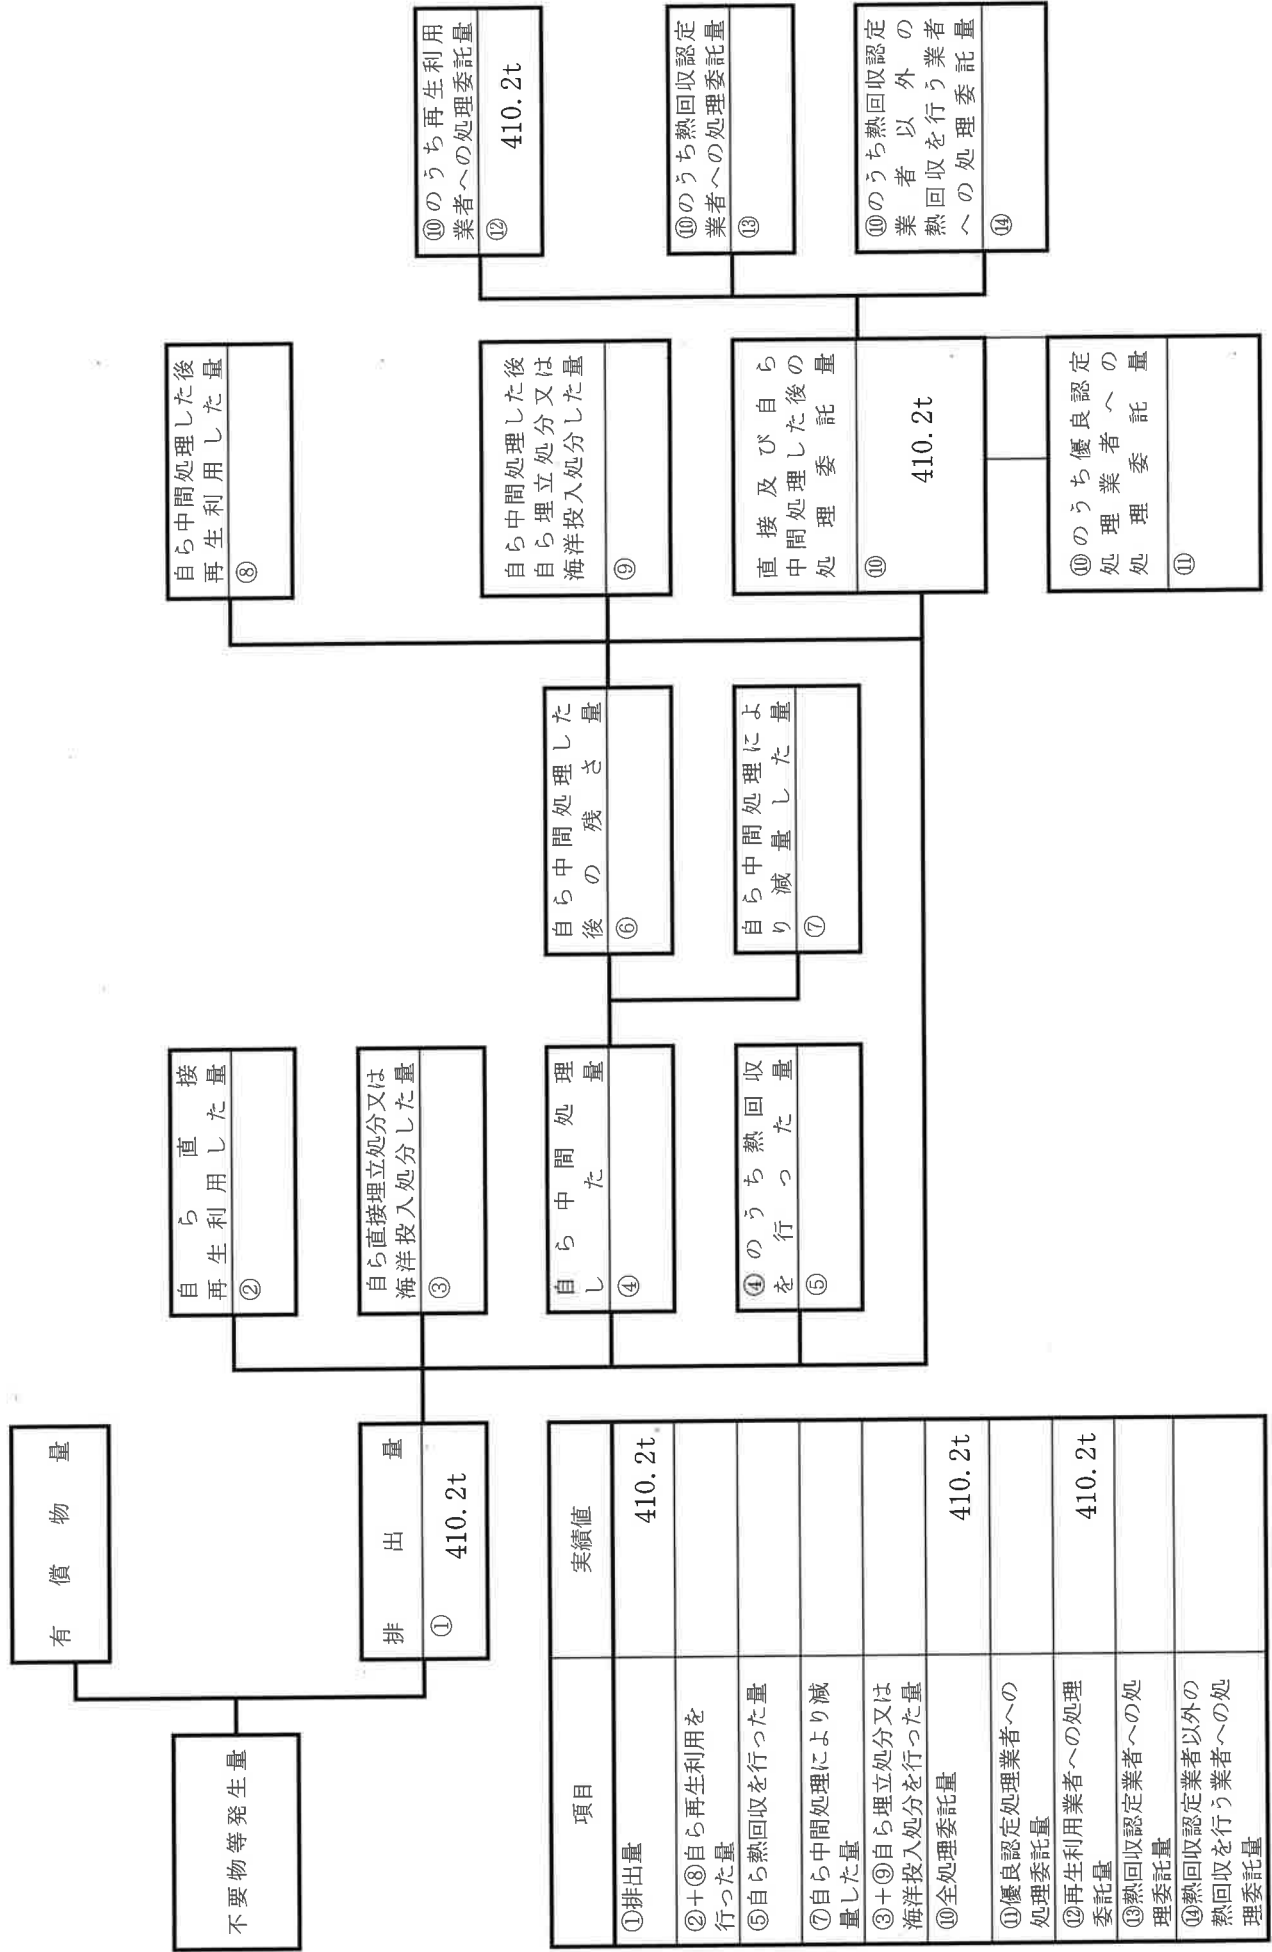 不要物等発生量
有償物量
排出量
①
410.2t
自ら直接
再生利用した量
②
自ら直接埋立処分又は
海洋投入処分した量
③
自ら中間処理
した量
④
④のうち熱回収
を行った量
⑤
自ら中間処理した
後の残さ量
⑥
自ら中間処理によ
り減量した量
⑦
自ら中間処理した後
再生利用した量
⑧
自ら中間処理した後
自ら埋立処分又は
海洋投入処分した量
⑨
直接及び自ら
中間処理した後の
処理委託量
⑩
410.2t
⑩のうち優良認定
処理業者への
処理委託量
⑪
⑩のうち再生利用
業者への処理委託量
⑫
410.2t
⑩のうち熱回収認定
業者への処理委託量
⑬
⑩のうち熱回収認定
業者以外の
熱回収を行う業者
への処理委託量
⑭
項目
実績値
①排出量
410.2t
②+⑧自ら再生利用を
行った量
⑤自ら熱回収を行った量
⑦自ら中間処理により減
量した量
③+⑨自ら埋立処分又は
海洋投入処分を行った量
⑩全処理委託量
410.2t
⑪優良認定処理業者への
処理委託量
⑫再生利用業者への処理
委託量
410.2t
⑬熱回収認定業者への処
理委託量
⑭熱回収認定業者以外の
熱回収を行う業者への処
理委託量